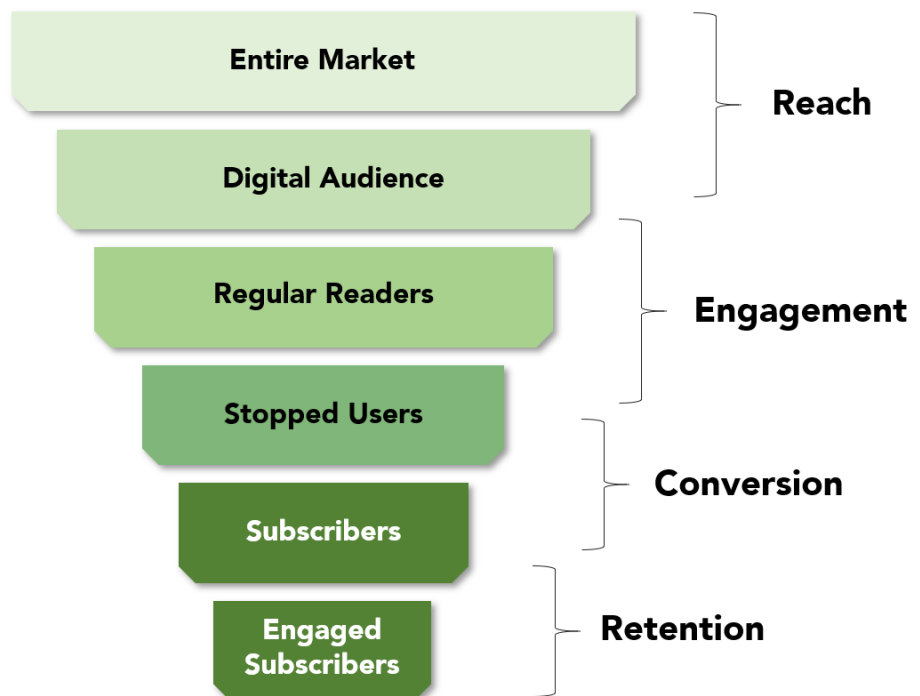 Entire Market
Reach
Digital Audience
Regular Readers
Engagement
Stopped Users
Conversion
Subscribers
Engaged
Subscribers
Retention